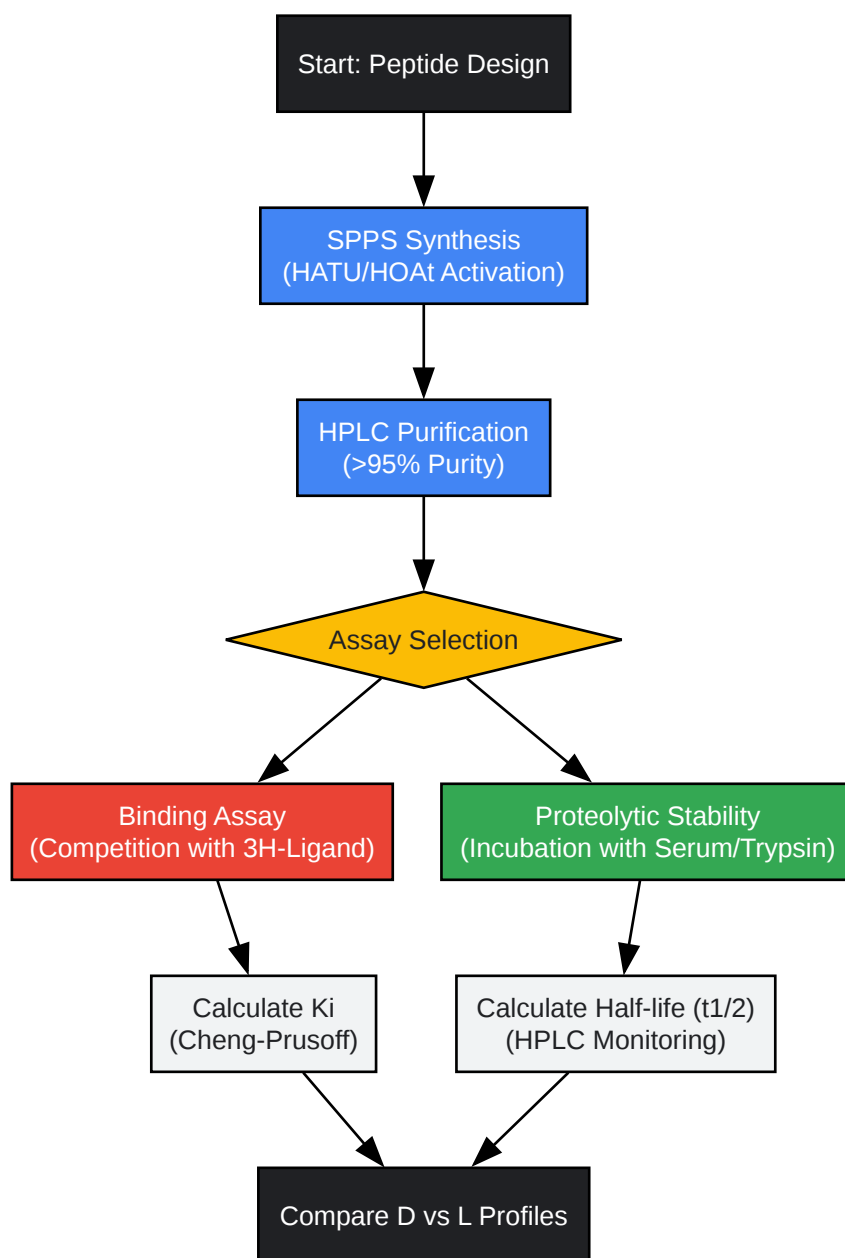 Start: Peptide Design
SPPS Synthesis
(HATU/HOAt Activation)
HPLC Purification
(>95% Purity)
Assay Selection
Binding Assay
(Competition with 3H-Ligand)
Proteolytic Stability
(Incubation with Serum/Trypsin)
Calculate Ki
(Cheng-Prusoff)
Calculate Half-life (t1/2)
(HPLC Monitoring)
Compare D vs L Profiles